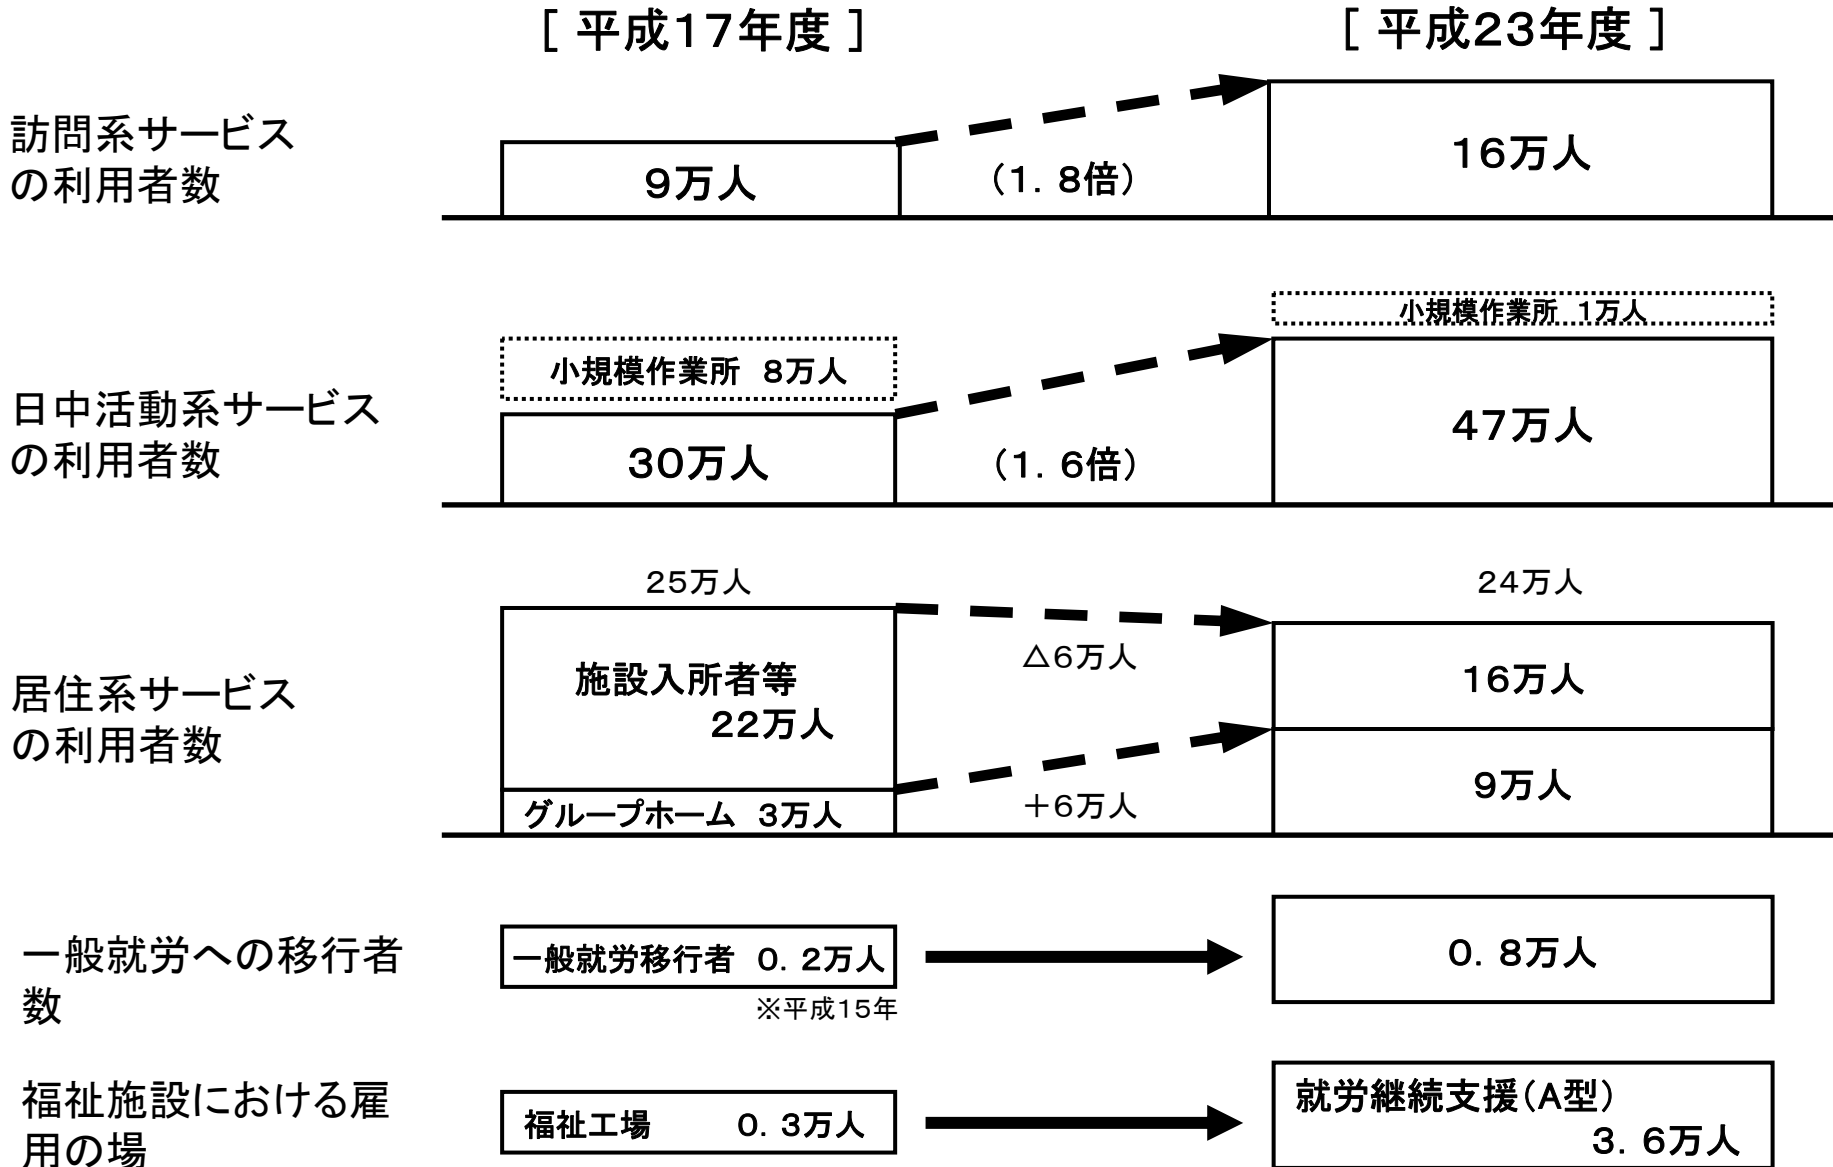 [ 平成17年度 ]
[ 平成23年度 ]
訪問系サービス
の利用者数
9万人
(1. 8倍)
16万人
日中活動系サービス
の利用者数
小規模作業所 8万人
30万人
(1. 6倍)
小規模作業所 1万人
47万人
居住系サービス
の利用者数
25万人
施設入所者等
22万人
グループホーム 3万人
△6万人
+6万人
24万人
16万人
9万人
一般就労への移行者
数
一般就労移行者 0. 2万人
※平成15年
0. 8万人
福祉施設における雇
用の場
福祉工場 0. 3万人
就労継続支援(A型)
3. 6万人